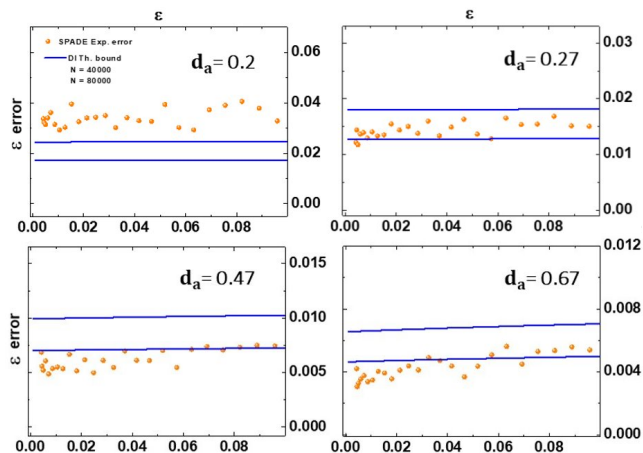 ε
ε
SPADE Exp. error
DI Th. bound
N = 40000
N = 80000
dₐ = 0.2
0.06
0.04
0.02
0.00
0.00 0.02 0.04 0.06 0.08
ε error
dₐ = 0.27
0.03
0.02
0.01
0.00
0.00 0.02 0.04 0.06 0.08
dₐ = 0.47
0.015
0.010
0.005
0.000
0.00 0.02 0.04 0.06 0.08
ε error
dₐ = 0.67
0.012
0.008
0.004
0.000
0.00 0.02 0.04 0.06 0.08